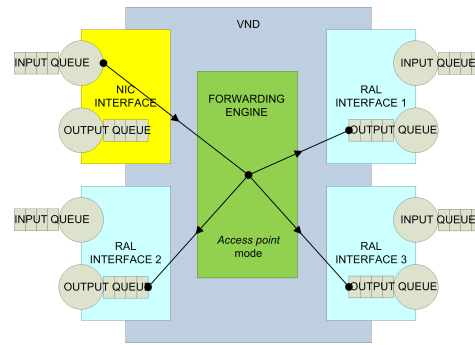 VND
INPUT QUEUE
NIC
INTERFACE
OUTPUT QUEUE
FORWARDING
ENGINE
Access point
mode
RAL
INTERFACE 1
INPUT QUEUE
OUTPUT QUEUE
INPUT QUEUE
RAL
INTERFACE 2
OUTPUT QUEUE
INPUT QUEUE
RAL
INTERFACE 3
OUTPUT QUEUE